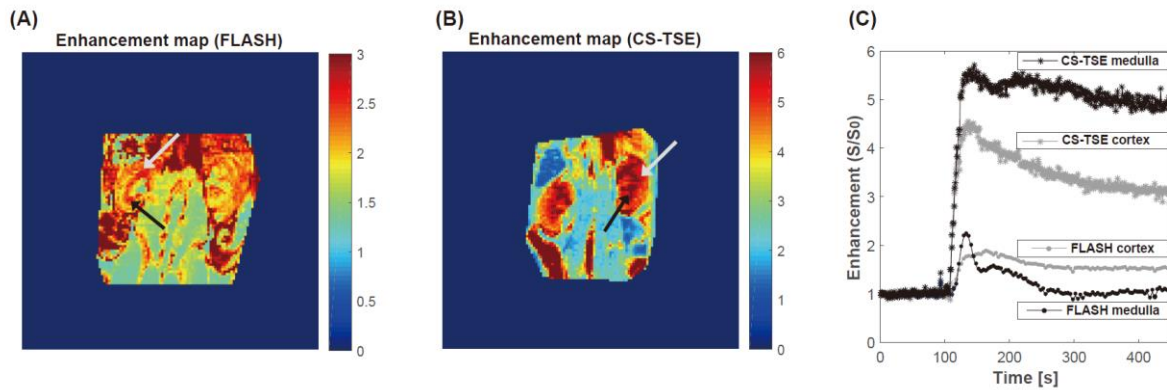 (A)
Enhancement map (FLASH)
3
2.5
2
1.5
1
0.5
0
(B)
Enhancement map (CS-TSE)
6
5
4
3
2
1
0
(C)
Enhancement (S/S0)
6
5
4
3
2
1
0
CS-TSE medulla
CS-TSE cortex
FLASH cortex
FLASH medulla
0 100 200 300 400
Time [s]